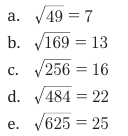 a. √49 = 7
b. √169 = 13
c. √256 = 16
d. √484 = 22
e. √625 = 25